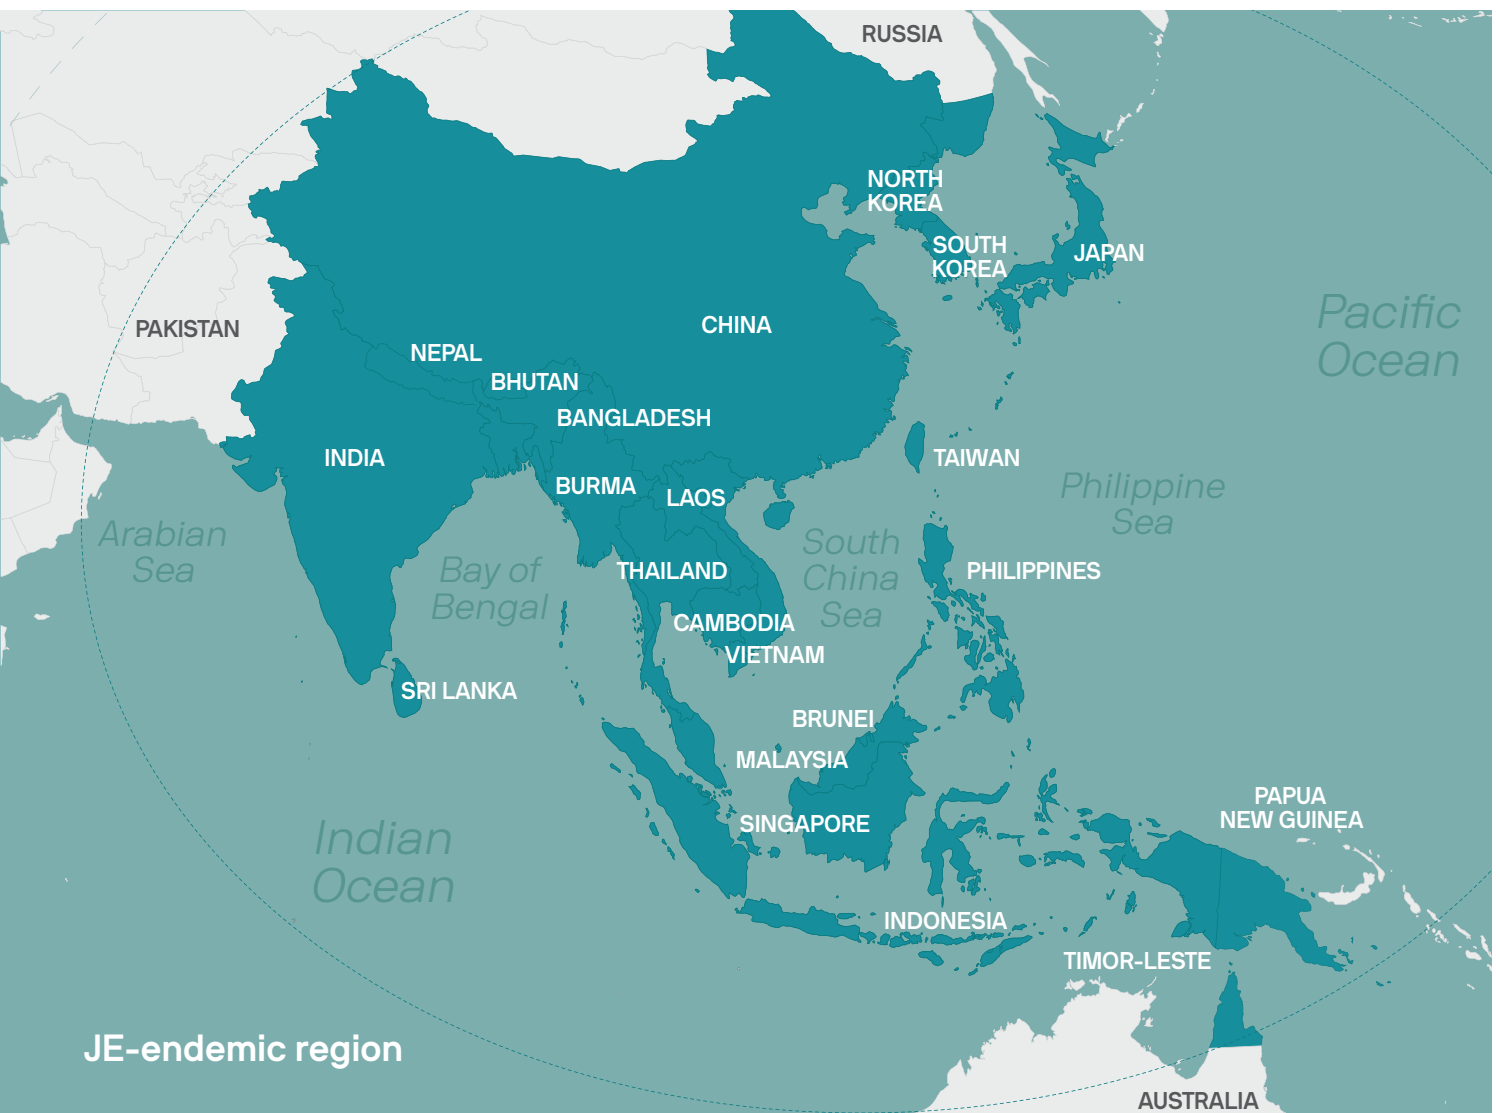 RUSSIA
NORTH
KOREA
SOUTH
KOREA
JAPAN
PAKISTAN
CHINA
Pacific
Ocean
NEPAL
BHUTAN
BANGLADESH
INDIA
TAIWAN
BURMA
LAOS
Philippine
Sea
Arabian
Sea
Bay of
Bengal
South
China
Sea
THAILAND
PHILIPPINES
CAMBODIA
VIETNAM
SRI LANKA
BRUNEI
MALAYSIA
SINGAPORE
PAPUA
NEW GUINEA
Indian
Ocean
INDONESIA
TIMOR-LESTE
JE-endemic region
AUSTRALIA